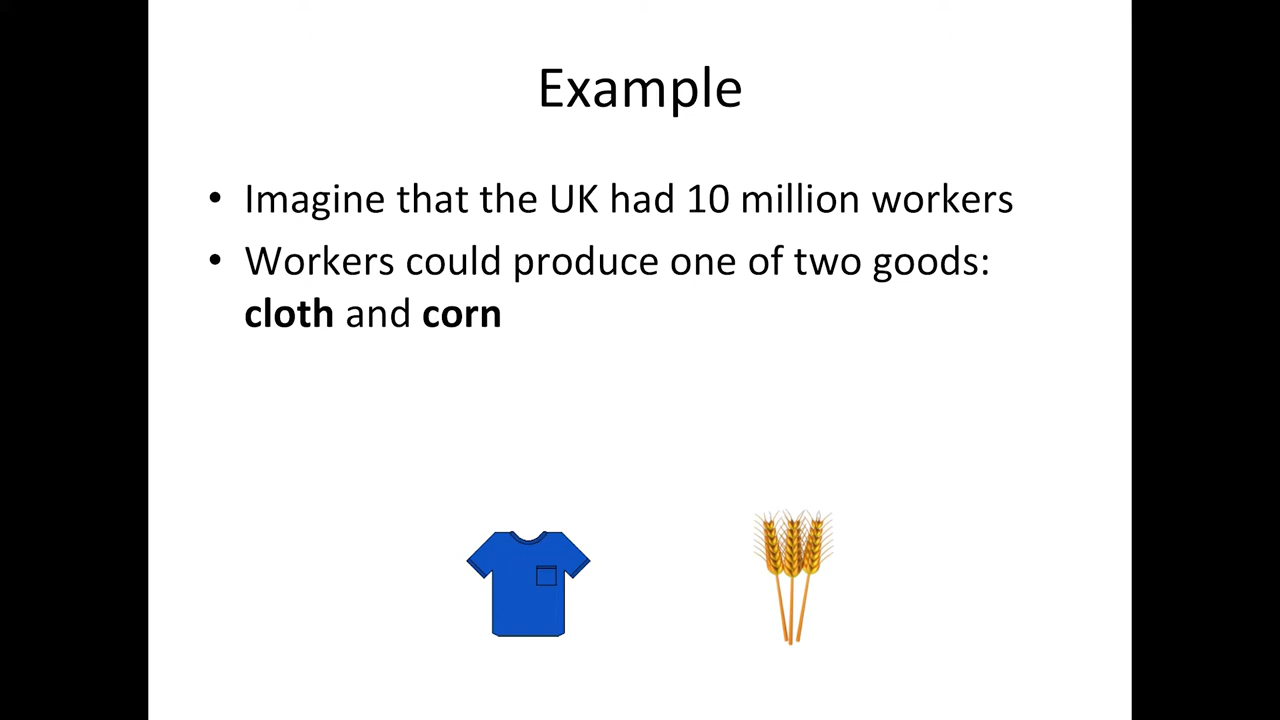 Example
• Imagine that the UK had 10 million workers
• Workers could produce one of two goods:
cloth and corn